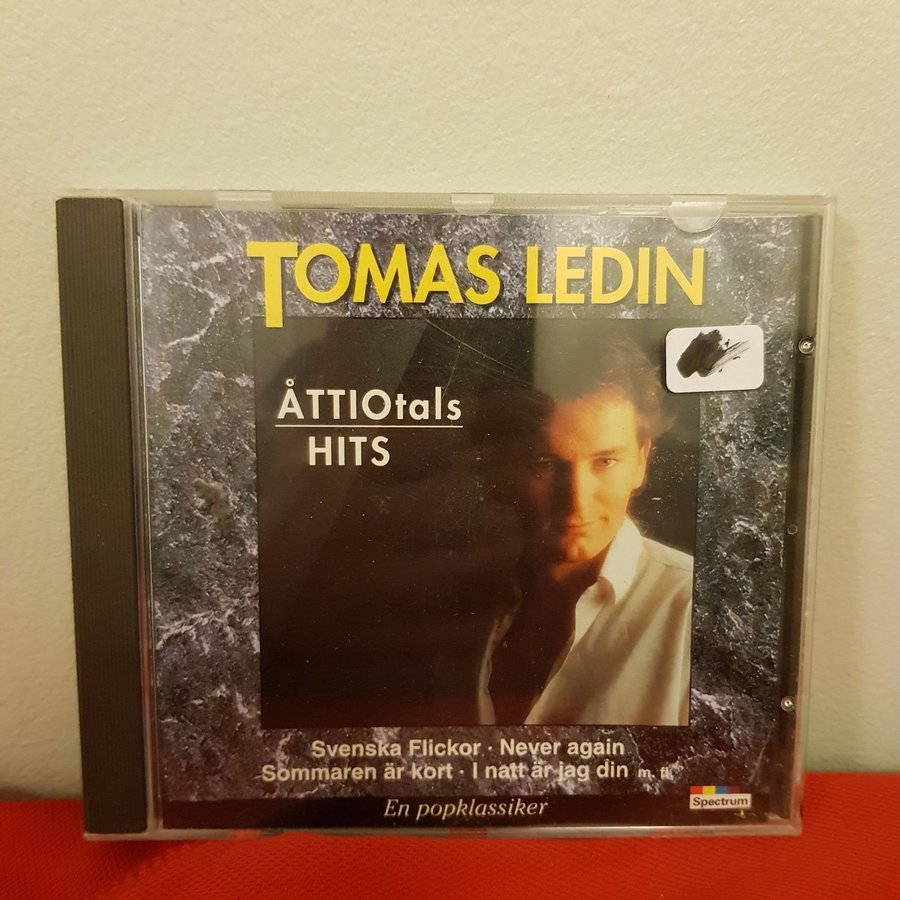 TOMAS LEDIN
ÅTTIOtals
HITS
Svenska Flickor · Never again
Sommaren är kort · I natt är jag din m. fl.
En popklassiker
Spectrum